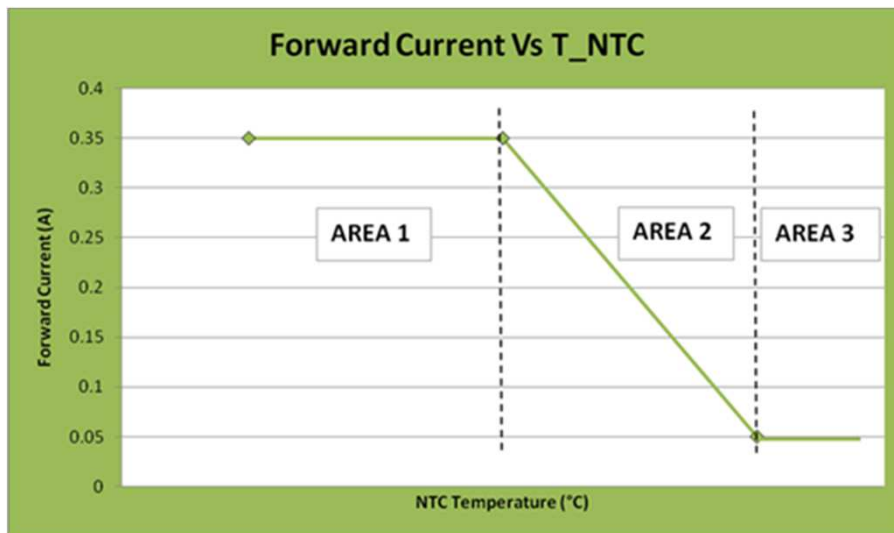 Forward Current Vs T_NTC
0.4
0.35
0.3
0.25
0.2
0.15
0.1
0.05
0
Forward Current (A)
AREA 1
AREA 2
AREA 3
NTC Temperature (°C)